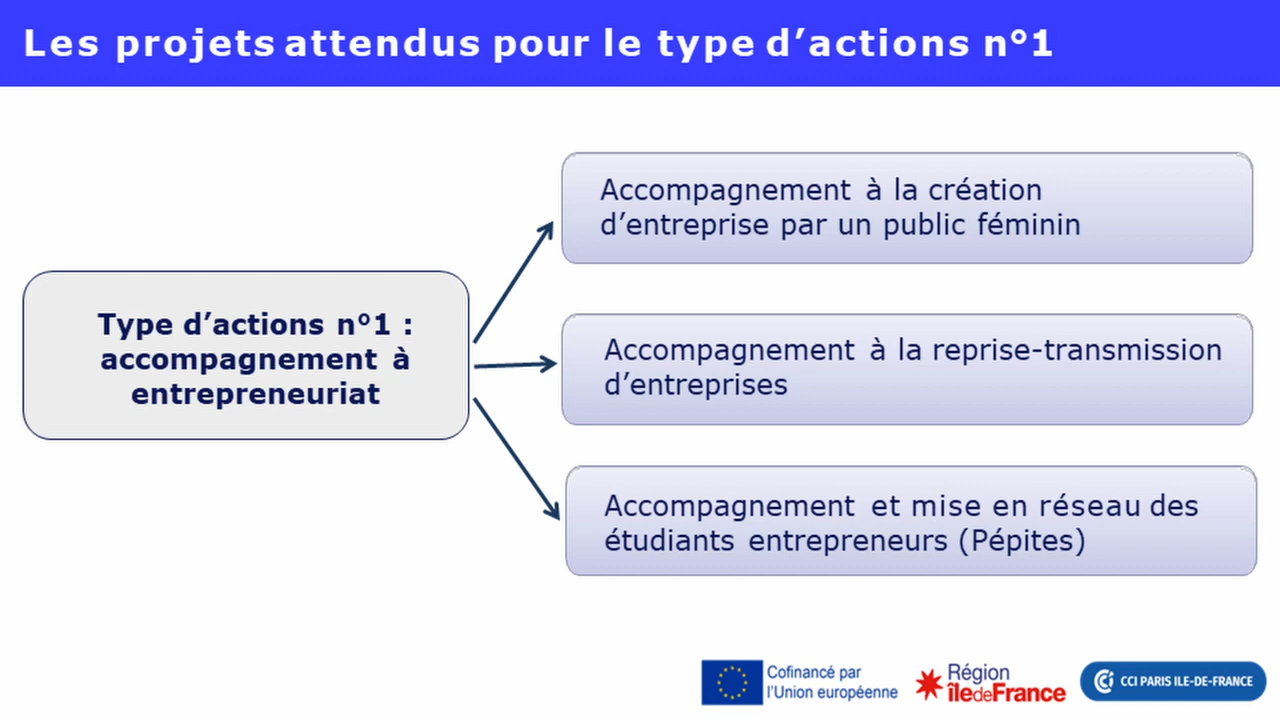 Les projets attendus pour le type d’actions n°1
Type d’actions n°1 :
accompagnement à
entrepreneuriat
Accompagnement à la création
d’entreprise par un public féminin
Accompagnement à la reprise-transmission
d’entreprises
Accompagnement et mise en réseau des
étudiants entrepreneurs (Pépites)
Cofinancé par
l’Union européenne
Région
îledeFrance
CCI PARIS ILE-DE-FRANCE